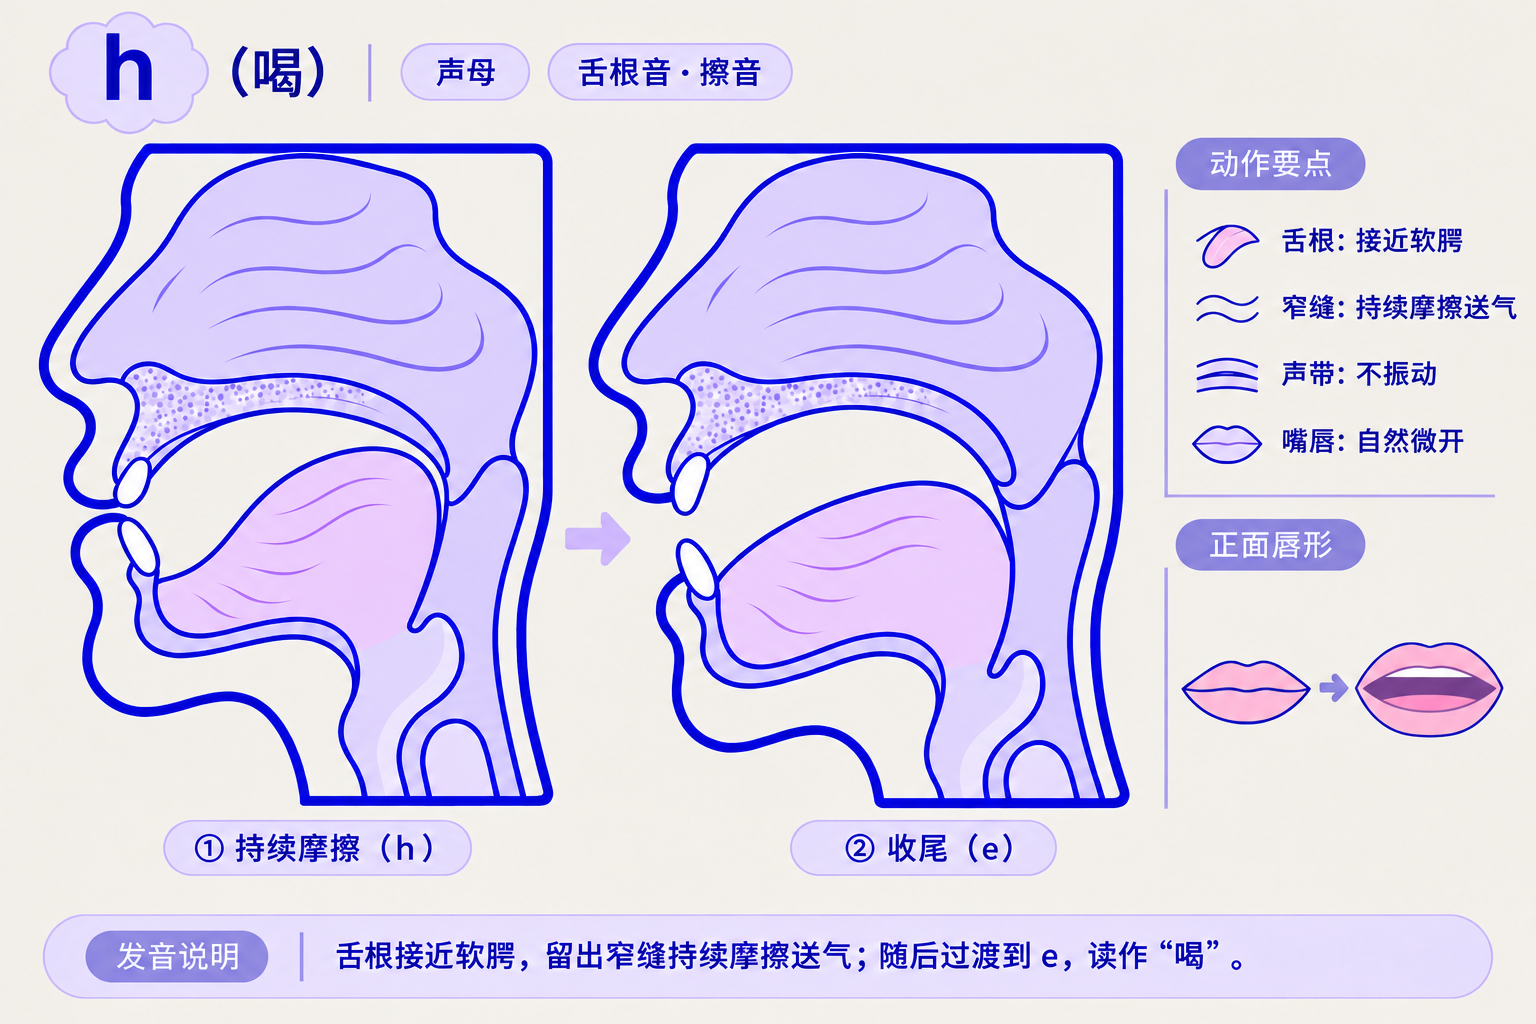 h （喝） 声母 舌根音·擦音
动作要点
舌根：接近软腭
窄缝：持续摩擦送气
声带：不振动
嘴唇：自然微开
正面唇形
① 持续摩擦（h）
② 收尾（e）
发音说明 舌根接近软腭，留出窄缝持续摩擦送气；随后过渡到 e，读作“喝”。